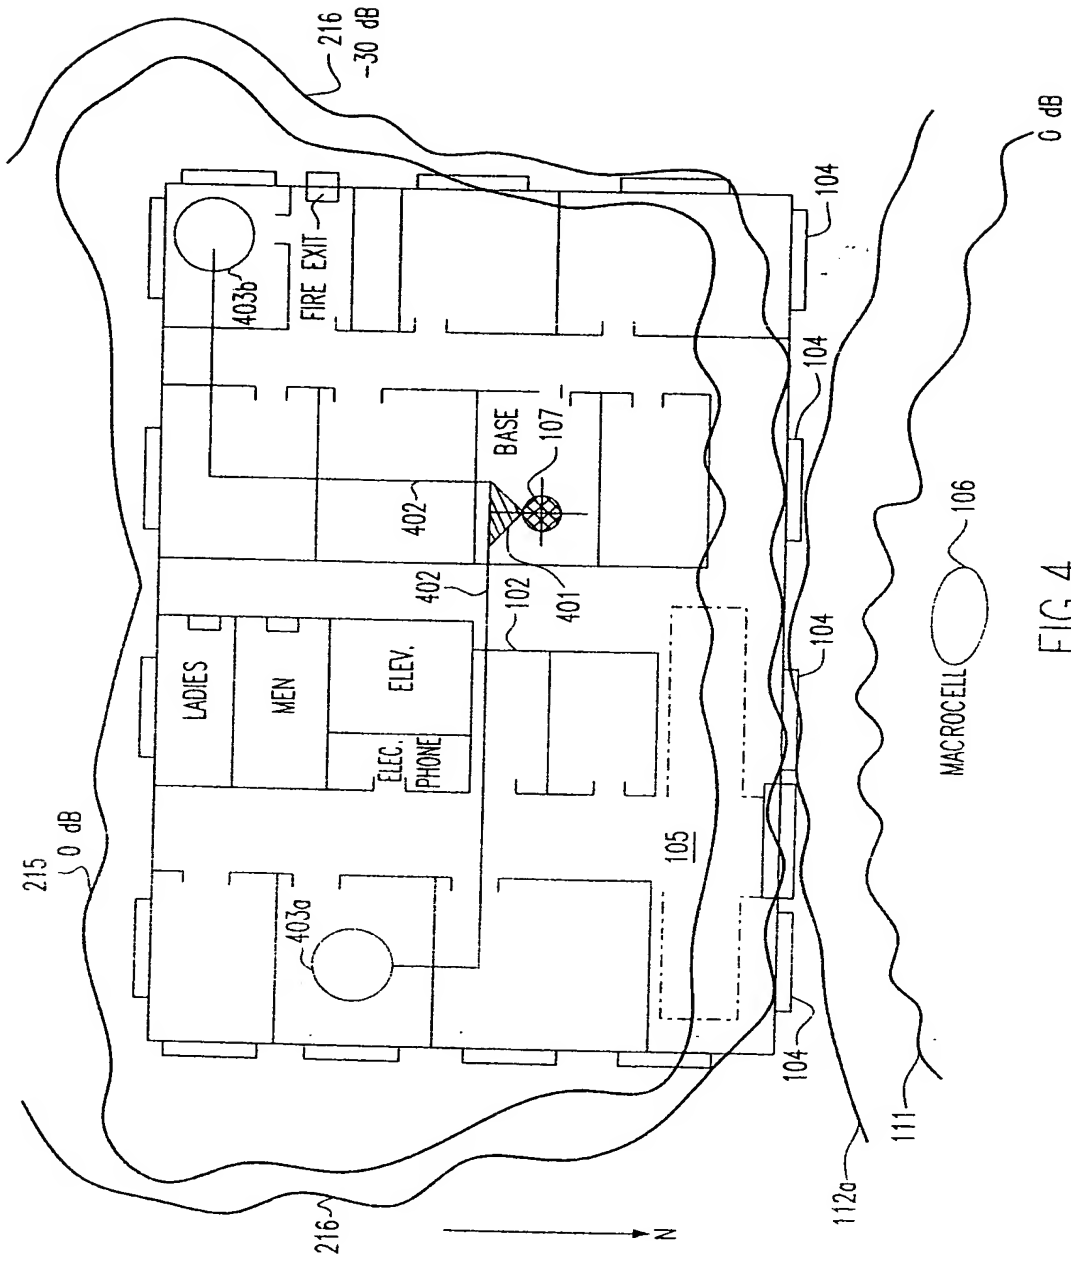 216
-30 dB
0 dB
104
403b
FIRE EXIT
104
BASE
107
402
402
401
102
106
FIG. 4
104
MACROCELL
LADIES
MEN
ELEV.
ELEC.
PHONE
215
0 dB
105
403a
104
111
112a
216
N